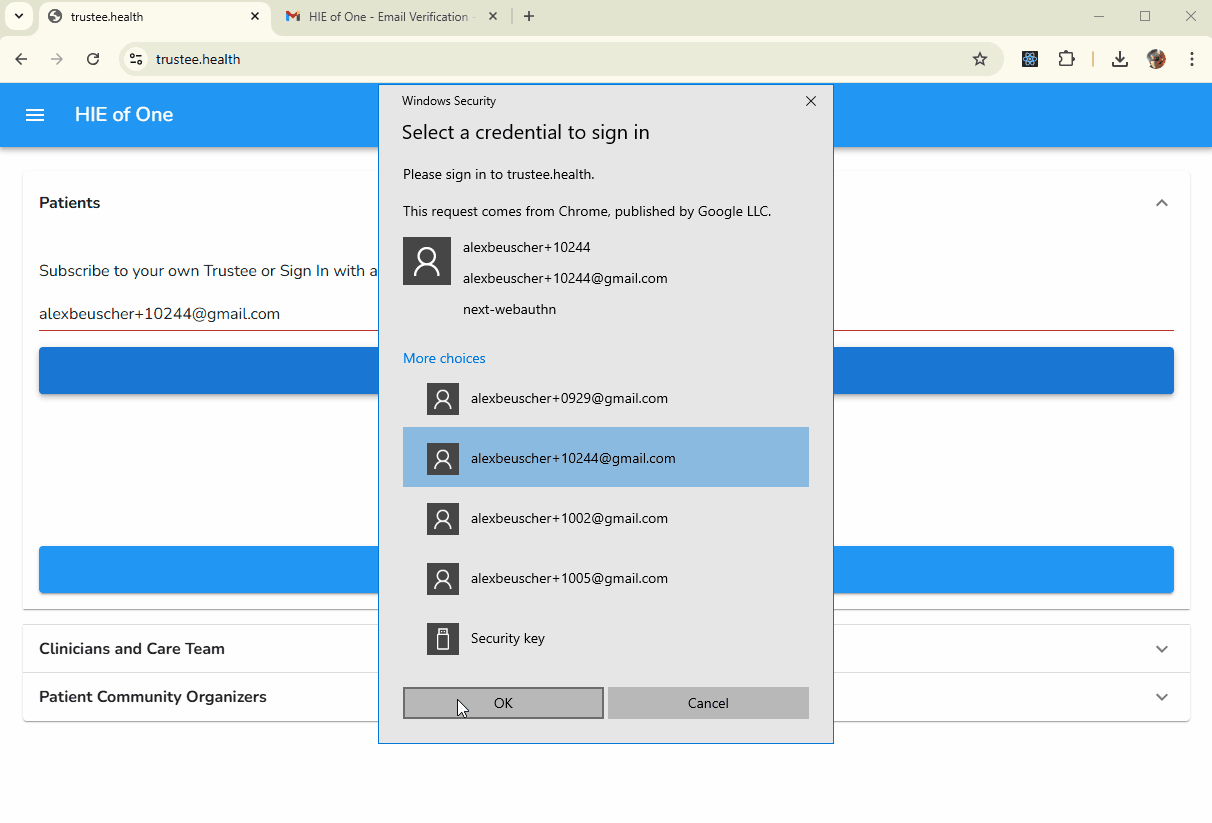 trustee.health
HIE of One - Email Verification
trustee.health
HIE of One
Windows Security
Select a credential to sign in
Please sign in to trustee.health.
This request comes from Chrome, published by Google LLC.
alexbeuscher+10244
alexbeuscher+10244@gmail.com
next-webauthn
More choices
alexbeuscher+0929@gmail.com
alexbeuscher+10244@gmail.com
alexbeuscher+1002@gmail.com
alexbeuscher+1005@gmail.com
Security key
OK Cancel
Patients
Subscribe to your own Trustee or Sign In with a
alexbeuscher+10244@gmail.com
Clinicians and Care Team
Patient Community Organizers